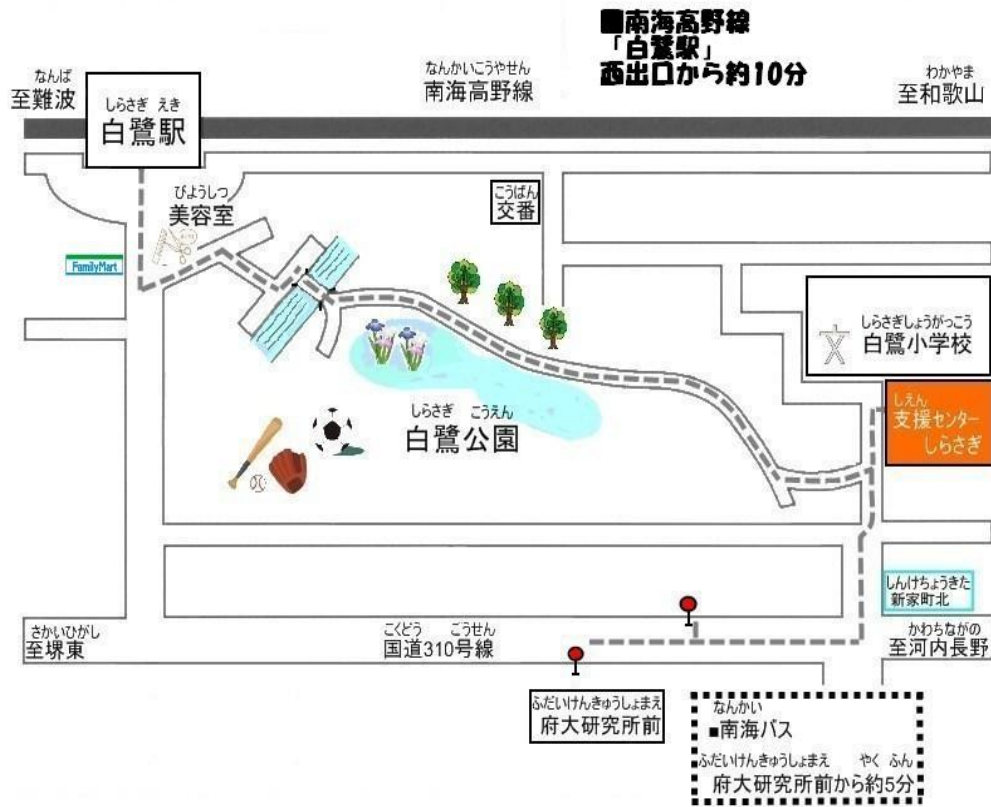 ■南海高野線
「白鷺駅」
西出口から約10分
なんば
至難波
しらさぎ えき
白鷺駅
なんかいこうやせん
南海高野線
わかやま
至和歌山
びようしつ
美容室
こうばん
交番
FamilyMart
しらさぎしょうがっこう
白鷺小学校
文
しえん
支援センター
しらさぎ
しらさぎ こうえん
白鷺公園
しんけちょうきた
新家町北
さかいひがし
至堺東
こくどう ごうせん
国道310号線
かわちながの
至河内長野
ふだいけんきゅうしょまえ
府大研究所前
なんかい
■南海バス
ふだいけんきゅうしょまえ やく ふん
府大研究所前から約5分